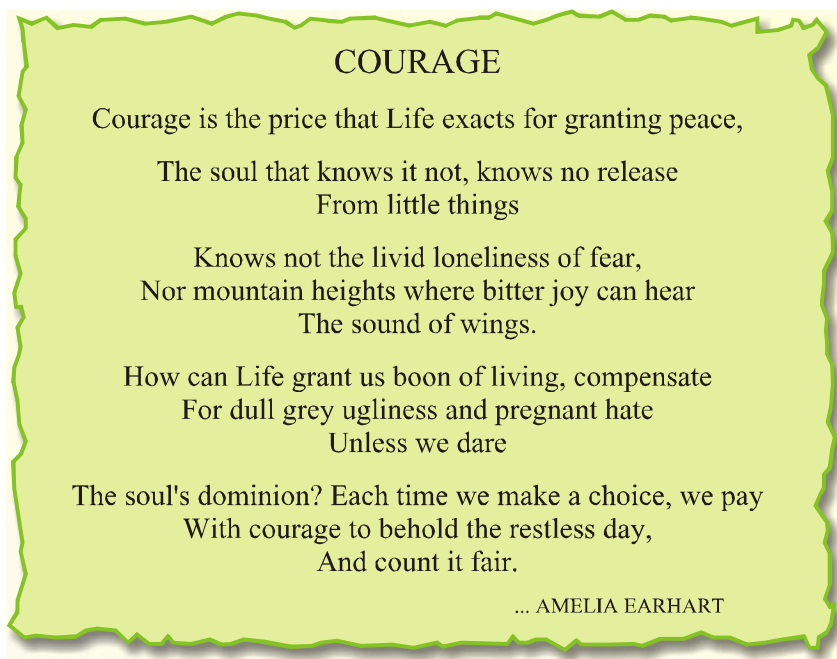 COURAGE
Courage is the price that Life exacts for granting peace,
The soul that knows it not, knows no release
From little things
Knows not the livid loneliness of fear,
Nor mountain heights where bitter joy can hear
The sound of wings.
How can Life grant us boon of living, compensate
For dull grey ugliness and pregnant hate
Unless we dare
The soul's dominion? Each time we make a choice, we pay
With courage to behold the restless day,
And count it fair.
... AMELIA EARHART